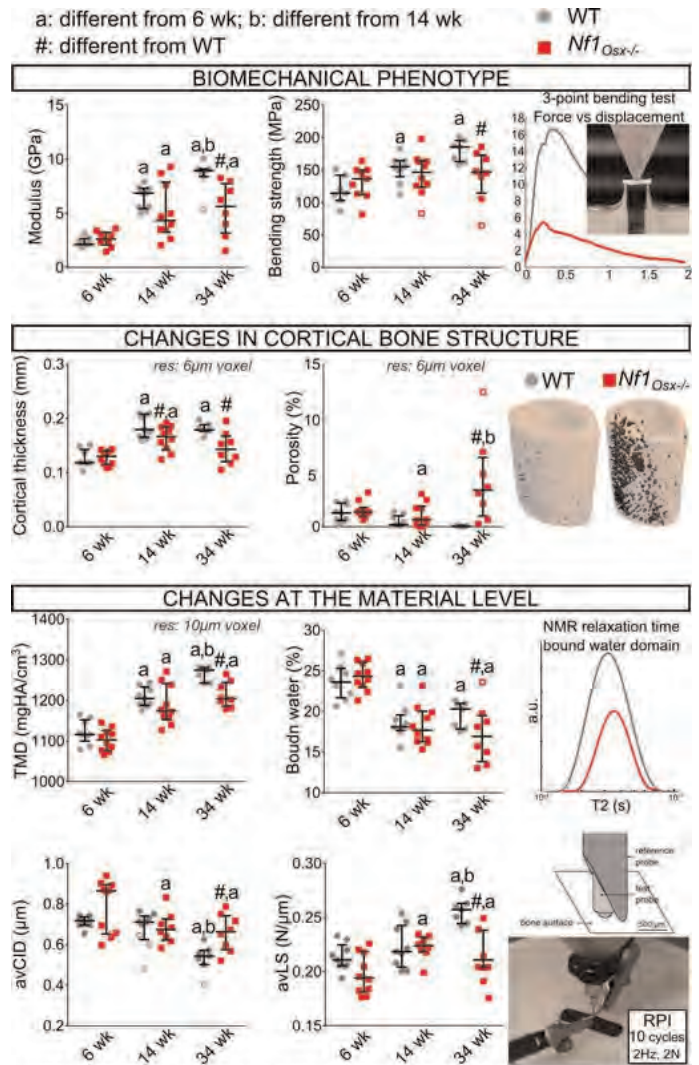 a: different from 6 wk; b: different from 14 wk
#: different from WT
WT
Nf1Osx-/-
BIOMECHANICAL PHENOTYPE
Modulus (GPa)
15
10
5
0
a
a
a,b
#,a
6 wk
14 wk
34 wk
Bending strength (MPa)
250
200
150
100
50
0
a
#
6 wk
14 wk
34 wk
3-point bending test
Force vs displacement
18
16
14
12
10
8
6
4
2
0
0.5
1
1.5
2
CHANGES IN CORTICAL BONE STRUCTURE
Cortical thickness (mm)
0.3
0.2
0.1
0.0
res: 6µm voxel
a
#,a
a
#
6 wk
14 wk
34 wk
Porosity (%)
15
10
5
0
res: 6µm voxel
a
#,b
6 wk
14 wk
34 wk
WT
Nf1Osx-/-
CHANGES AT THE MATERIAL LEVEL
TMD (mgHA/cm³)
1400
1300
1200
1100
1000
res: 10µm voxel
a
a
a,b
#,a
6 wk
14 wk
34 wk
Boudn water (%)
30
25
20
15
10
a
a
a
#,a
6 wk
14 wk
34 wk
NMR relaxation time
bound water domain
a.u.
T2 (s)
avCID (µm)
1.0
0.8
0.6
0.4
0.2
a
a,b
#,a
6 wk
14 wk
34 wk
avLS (N/µm)
0.30
0.25
0.20
0.15
a
a,b
#,a
6 wk
14 wk
34 wk
reference
probe
test
probe
bone surface
500µm
RPI
10 cycles
2Hz, 2N